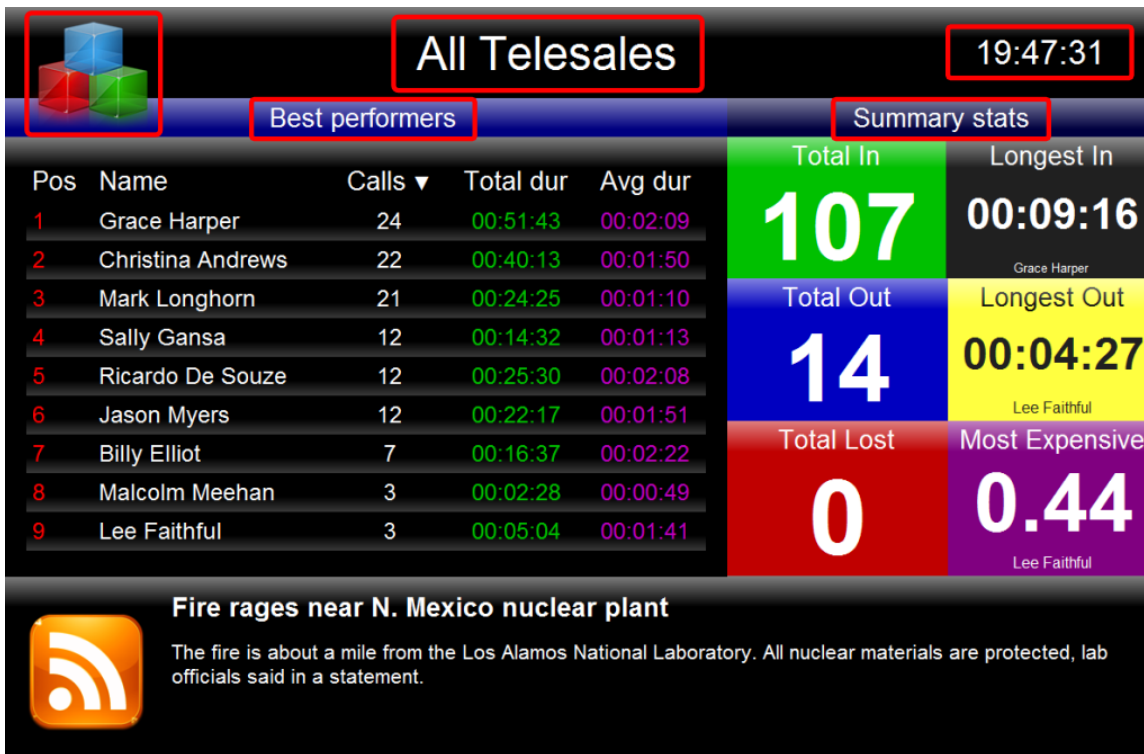 All Telesales
19:47:31
Best performers
Summary stats
Pos Name Calls ▼ Total dur Avg dur
1 Grace Harper 24 00:51:43 00:02:09
2 Christina Andrews 22 00:40:13 00:01:50
3 Mark Longhorn 21 00:24:25 00:01:10
4 Sally Gansa 12 00:14:32 00:01:13
5 Ricardo De Souze 12 00:25:30 00:02:08
6 Jason Myers 12 00:22:17 00:01:51
7 Billy Elliot 7 00:16:37 00:02:22
8 Malcolm Meehan 3 00:02:28 00:00:49
9 Lee Faithful 3 00:05:04 00:01:41
Total In
107
Longest In
00:09:16
Grace Harper
Total Out
14
Longest Out
00:04:27
Lee Faithful
Total Lost
0
Most Expensive
0.44
Lee Faithful
Fire rages near N. Mexico nuclear plant
The fire is about a mile from the Los Alamos National Laboratory. All nuclear materials are protected, lab
officials said in a statement.